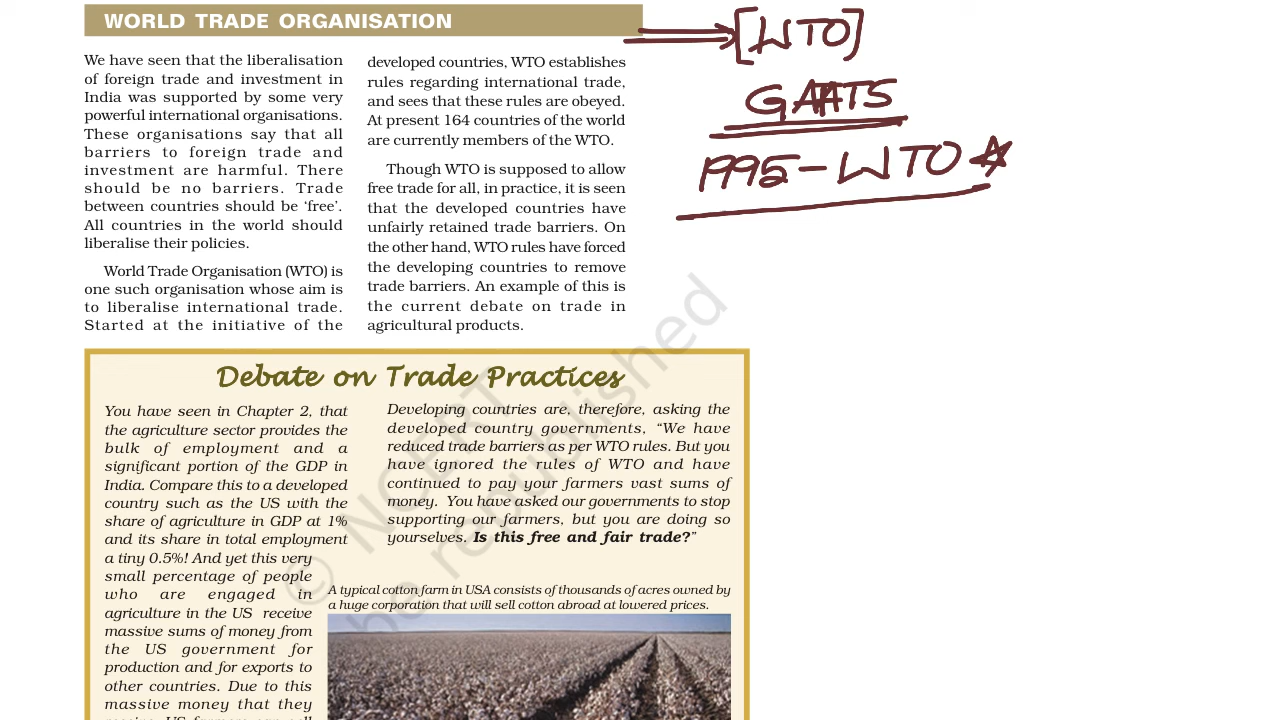 WORLD TRADE ORGANISATION
We have seen that the liberalisation
of foreign trade and investment in
India was supported by some very
powerful international organisations.
These organisations say that all
barriers to foreign trade and
investment are harmful. There
should be no barriers. Trade
between countries should be ‘free’.
All countries in the world should
liberalise their policies.
World Trade Organisation (WTO) is
one such organisation whose aim is
to liberalise international trade.
Started at the initiative of the
developed countries, WTO establishes
rules regarding international trade,
and sees that these rules are obeyed.
At present 164 countries of the world
are currently members of the WTO.
Though WTO is supposed to allow
free trade for all, in practice, it is seen
that the developed countries have
unfairly retained trade barriers. On
the other hand, WTO rules have forced
the developing countries to remove
trade barriers. An example of this is
the current debate on trade in
agricultural products.
[WTO]
1995 - WTO
Debate on Trade Practices
You have seen in Chapter 2, that
the agriculture sector provides the
bulk of employment and a
significant portion of the GDP in
India. Compare this to a developed
country such as the US with the
share of agriculture in GDP at 1%
and its share in total employment
a tiny 0.5%! And yet this very
small percentage of people
who are engaged in
agriculture in the US receive
massive sums of money from
the US government for
production and for exports to
other countries. Due to this
massive money that they
Developing countries are, therefore, asking the
developed country governments, “We have
reduced trade barriers as per WTO rules. But you
have ignored the rules of WTO and have
continued to pay your farmers vast sums of
money. You have asked our governments to stop
supporting our farmers, but you are doing so
yourselves. Is this free and fair trade?”
A typical cotton farm in USA consists of thousands of acres owned by
a huge corporation that will sell cotton abroad at lowered prices.
© NCERT
be republished